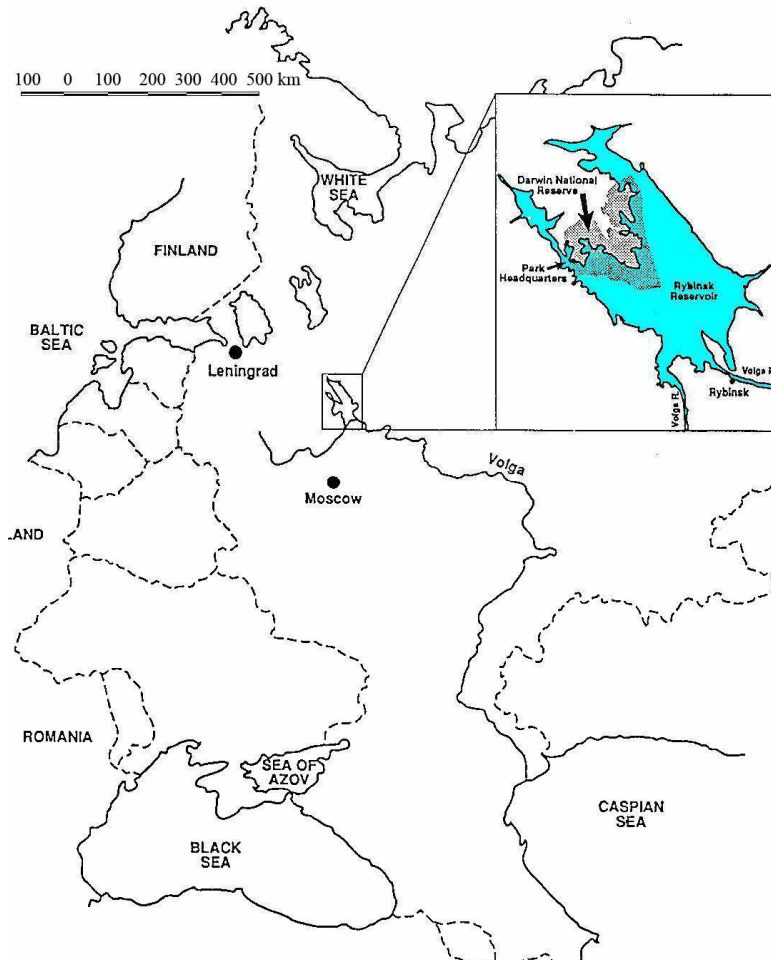 100 0 100 200 300 400 500 km
WHITE
SEA
FINLAND
BALTIC
SEA
Leningrad
Darwin National
Reserve
Park
Headquarters
Rybinsk
Reservoir
Volga R
Rybinsk
Volga R.
Volga
Moscow
LAND
ROMANIA
SEA OF
AZOV
CASPIAN
SEA
BLACK
SEA